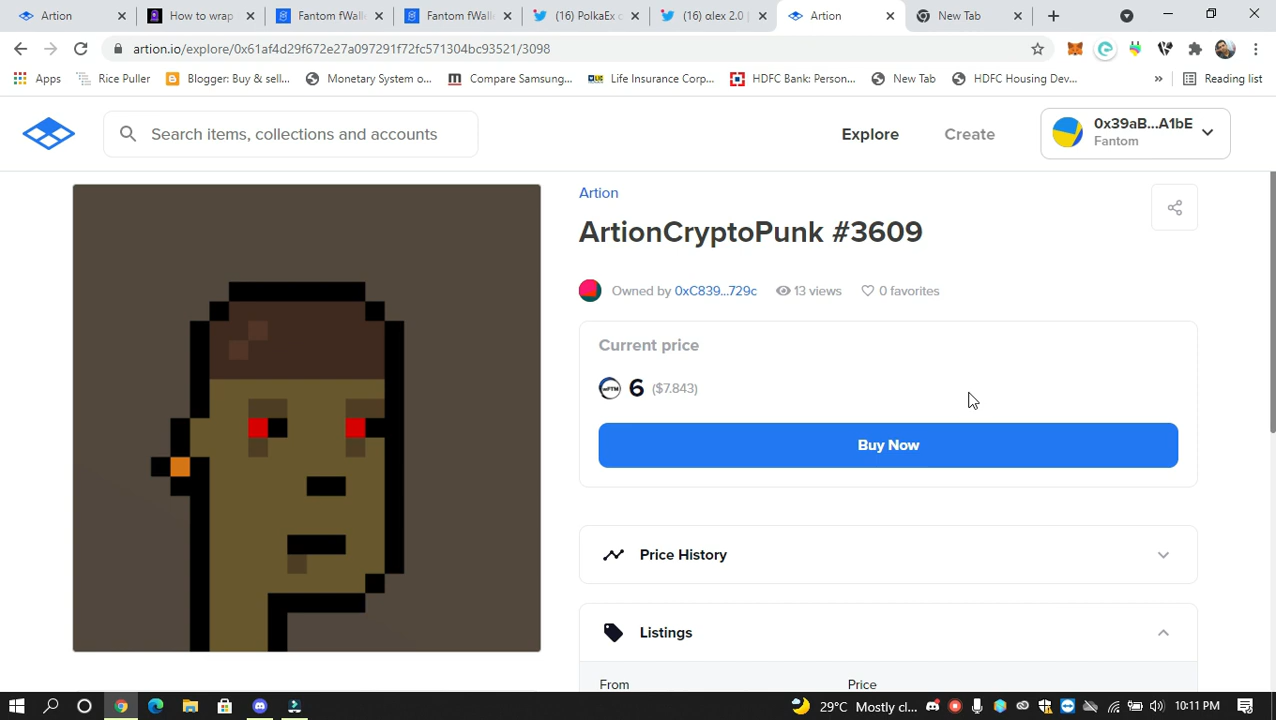 Artion
How to wrap
Fantom fWall
Fantom fWall
(16) PolkaEx c
(16) alex 2.0 |
Artion
New Tab
artion.io/explore/0x61af4d29f672e27a097291f72fc571304bc93521/3098
Apps
Rice Puller
Blogger: Buy & sell...
Monetary System o...
Compare Samsung,...
Life Insurance Corp...
HDFC Bank: Person...
New Tab
HDFC Housing Dev...
»
Reading list
Search items, collections and accounts
Explore
Create
0x39aB...A1bE
Fantom
Artion
ArtionCryptoPunk #3609
Owned by 0xC839...729c
13 views
0 favorites
Current price
wFTM
6 ($7.843)
Buy Now
Price History
Listings
From
Price
29°C Mostly cl...
10:11 PM